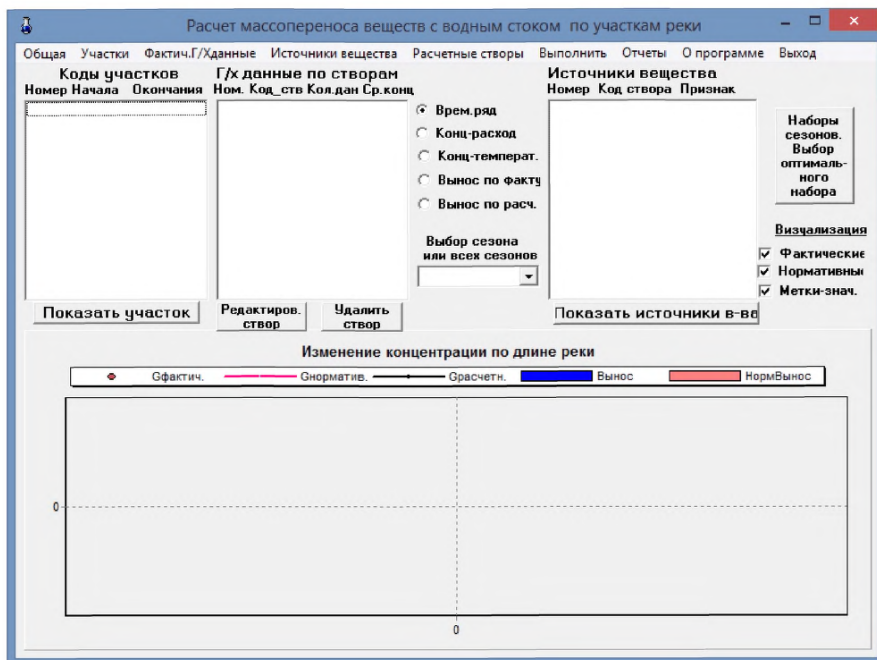 Расчет массопереноса веществ с водным стоком по участкам реки
Общая Участки Фактич.Г/Хданные Источники вещества Расчетные створы Выполнить Отчеты О программе Выход
Коды участков
Номер Начала Окончания
Г/х данные по створам
Ном. Код_ств Кол.дан Ср.конц
Врем.ряд
Конц-расход
Конц-температ.
Вынос по факту
Вынос по расч.
Выбор сезона
или всех сезонов
Источники вещества
Номер Код створа Признак
Наборы
сезонов.
Выбор
оптималь-
ного
набора
Визуализация
Фактические
Нормативны
Метки-знач.
Показать участок
Редактиров.
створ
Удалить
створ
Показать источники в-ва
Изменение концентрации по длине реки
Gфактич. Gнорматив. Gрасчетн. Вынос НормВынос
0
0